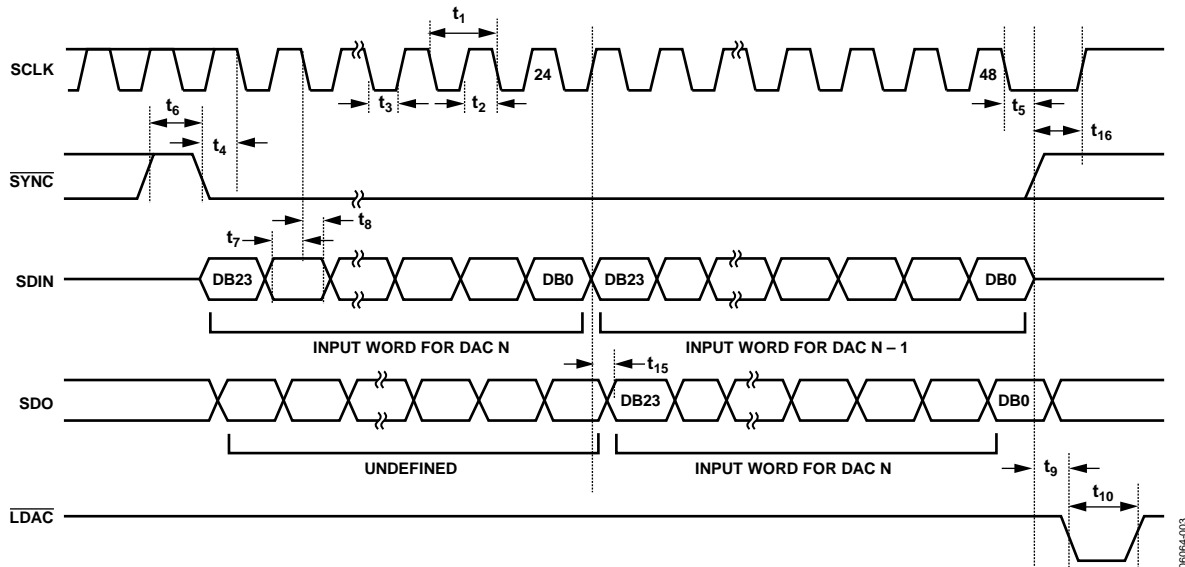 t1
SCLK
24
48
t3
t2
t5
t6
t4
t16
SYNC
t7
t8
SDIN
DB23
DB0
DB23
DB0
INPUT WORD FOR DAC N
INPUT WORD FOR DAC N – 1
t15
SDO
DB23
DB0
UNDEFINED
INPUT WORD FOR DAC N
t9
t10
LDAC
06064-003